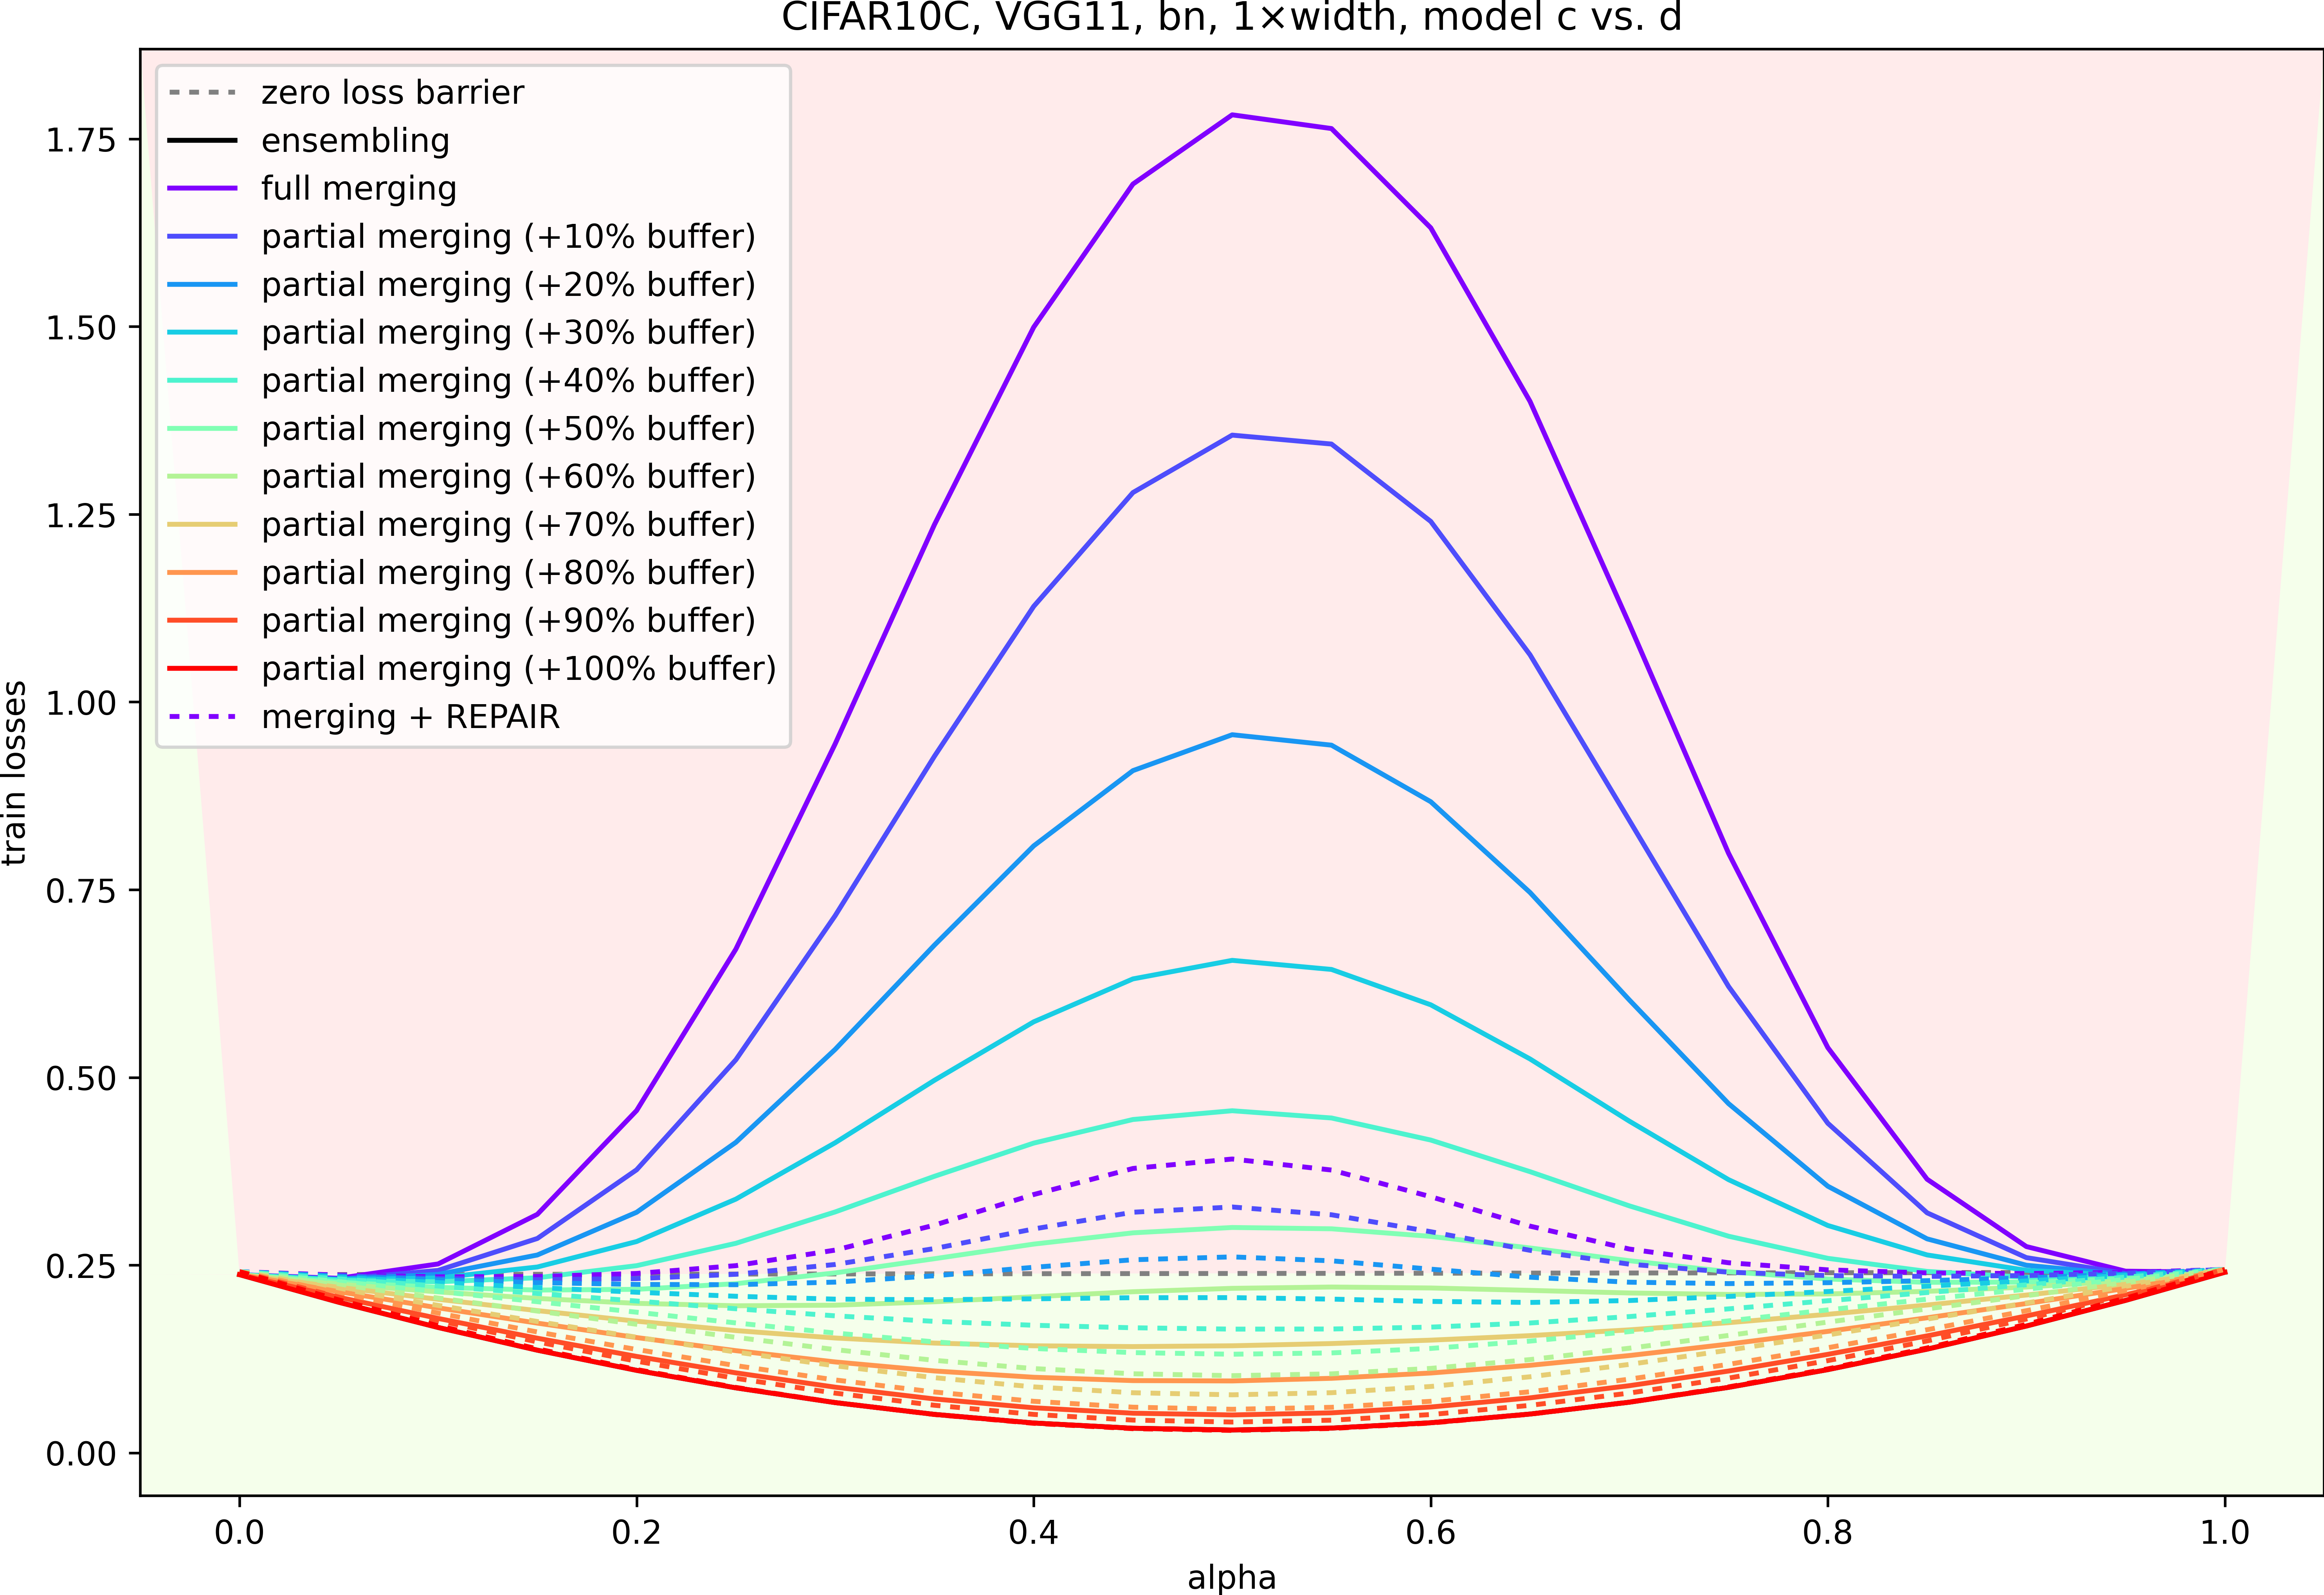 CIFAR10C, VGG11, bn, 1×width, model c vs. d
zero loss barrier
ensembling
full merging
partial merging (+10% buffer)
partial merging (+20% buffer)
partial merging (+30% buffer)
partial merging (+40% buffer)
partial merging (+50% buffer)
partial merging (+60% buffer)
partial merging (+70% buffer)
partial merging (+80% buffer)
partial merging (+90% buffer)
partial merging (+100% buffer)
merging + REPAIR
train losses
1.75
1.50
1.25
1.00
0.75
0.50
0.25
0.00
0.0 0.2 0.4 0.6 0.8 1.0
alpha